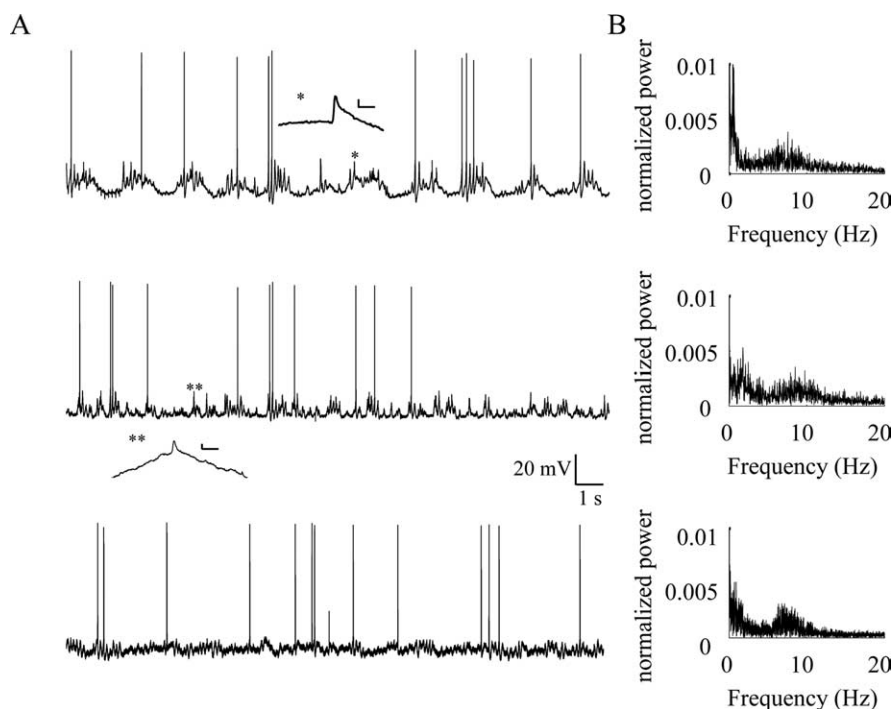 A
B
*
*
0.01
0.005
0
normalized power
0 10 20
Frequency (Hz)
**
**
20 mV
1 s
0.01
0.005
0
normalized power
0 10 20
Frequency (Hz)
0.01
0.005
0
normalized power
0 10 20
Frequency (Hz)